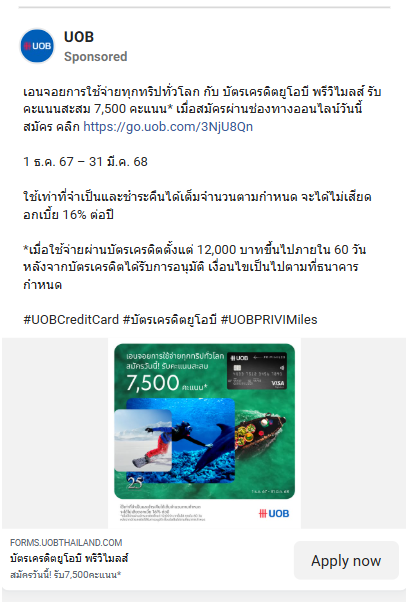 UOB
UOB
Sponsored
เอนจอยการใช้จ่ายทุกทริปทั่วโลก กับ บัตรเครดิตยูโอบี พรีวิไมลส์ รับ
คะแนนสะสม 7,500 คะแนน* เมื่อสมัครผ่านช่องทางออนไลน์วันนี้
สมัคร คลิก https://go.uob.com/3NjU8Qn
1 ธ.ค. 67 – 31 มี.ค. 68
ใช้เท่าที่จำเป็นและชำระคืนได้เต็มจำนวนตามกำหนด จะได้ไม่เสียด
อกเบี้ย 16% ต่อปี
*เมื่อใช้จ่ายผ่านบัตรเครดิตตั้งแต่ 12,000 บาทขึ้นไปภายใน 60 วัน
หลังจากบัตรเครดิตได้รับการอนุมัติ เงื่อนไขเป็นไปตามที่ธนาคาร
กำหนด
#UOBCreditCard #บัตรเครดิตยูโอบี #UOBPRIVIMiles
เอนจอยการใช้จ่ายทุกทริปทั่วโลก
สมัครวันนี้! รับคะแนนสะสม
7,500 คะแนน*
UOB
VISA
25
1 ธ.ค. 67 - 31 มี.ค. 68
UOB
FORMS.UOBTHAILAND.COM
บัตรเครดิตยูโอบี พรีวิไมลส์
สมัครวันนี้! รับ7,500คะแนน*
Apply now